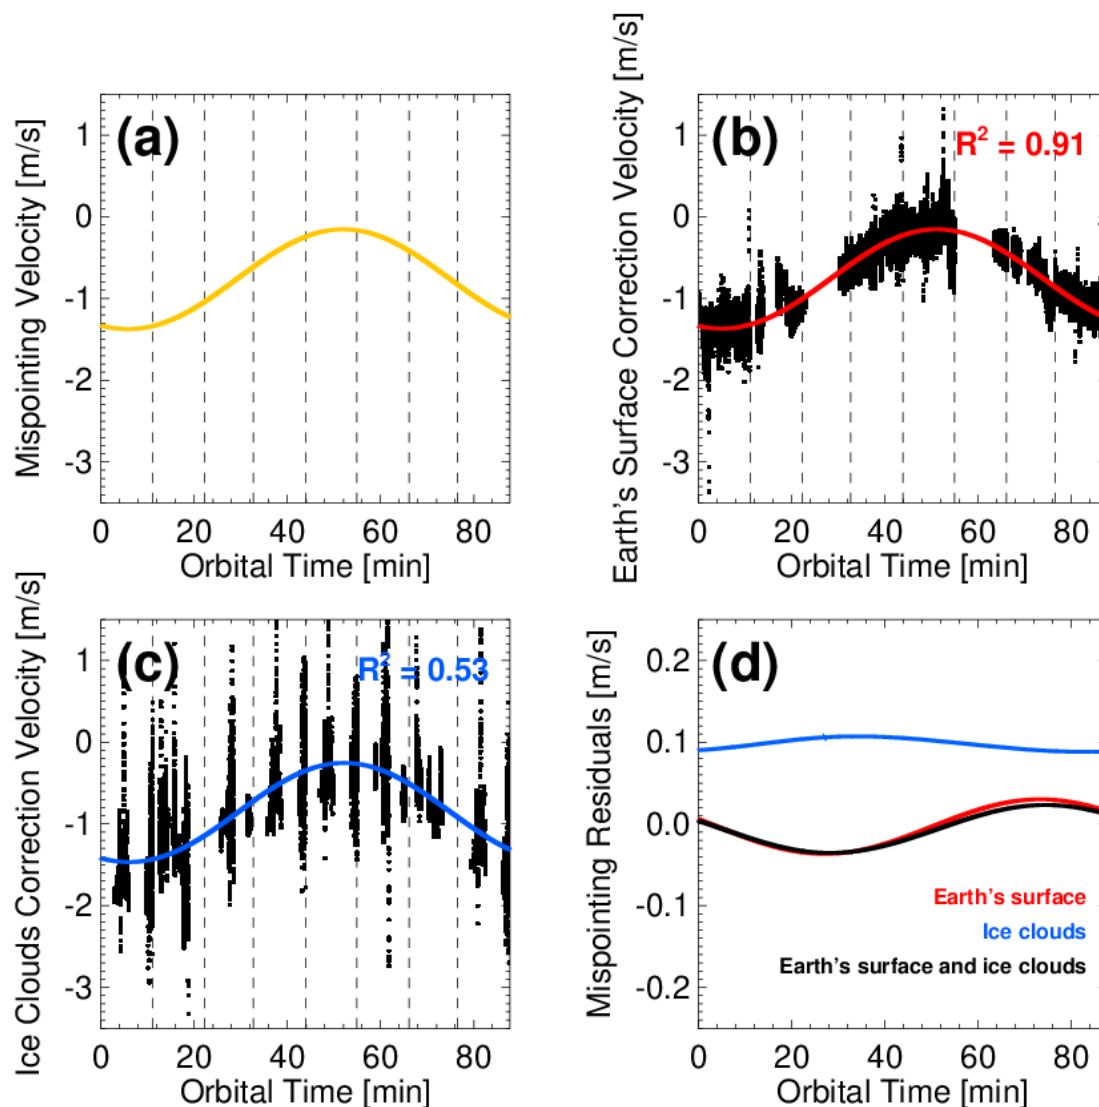 (a)
Mispointing Velocity [m/s]
1
0
-1
-2
-3
0 20 40 60 80
Orbital Time [min]
(b)
R² = 0.91
Earth's Surface Correction Velocity [m/s]
1
0
-1
-2
-3
0 20 40 60 80
Orbital Time [min]
(c)
R² = 0.53
Ice Clouds Correction Velocity [m/s]
1
0
-1
-2
-3
0 20 40 60 80
Orbital Time [min]
(d)
Mispointing Residuals [m/s]
0.2
0.1
0.0
-0.1
-0.2
Earth's surface
Ice clouds
Earth's surface and ice clouds
0 20 40 60 80
Orbital Time [min]